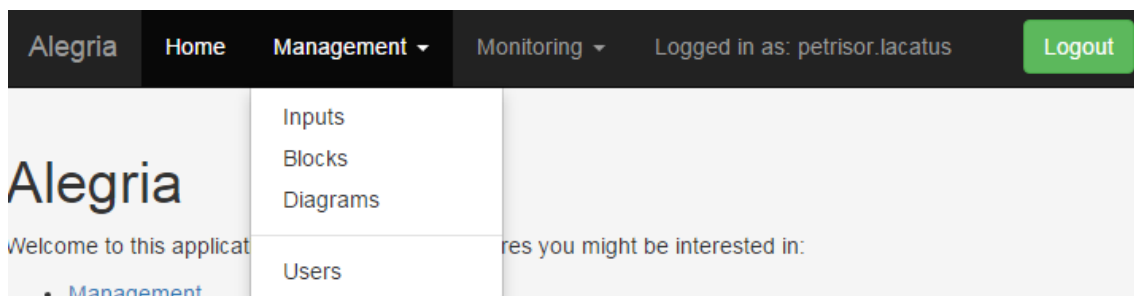 Alegria Home Management Monitoring Logged in as: petrisor.lacatus Logout
Inputs
Blocks
Alegria
Diagrams
Welcome to this applicat res you might be interested in:
Users
Management